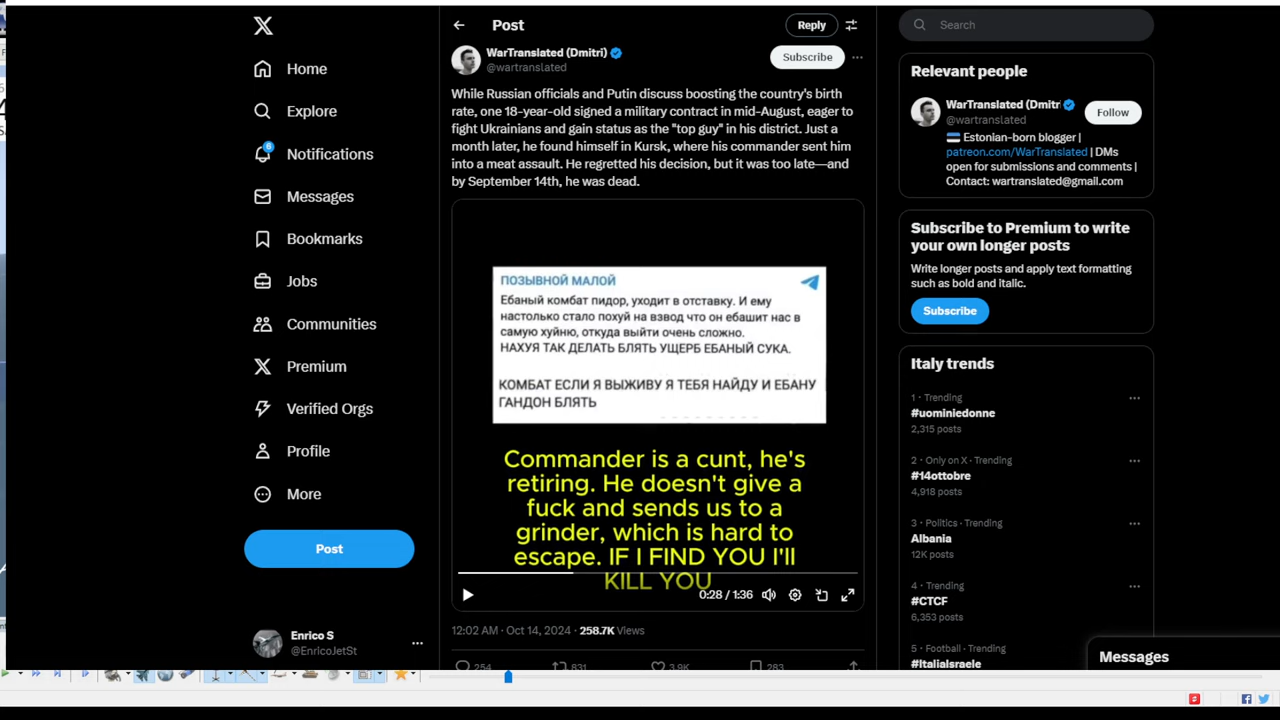 Home
Explore
6
Notifications
Messages
Bookmarks
Jobs
Communities
Premium
Verified Orgs
Profile
More
Post
Enrico S
@EnricoJetSt
Post
Reply
WarTranslated (Dmitri)
@wartranslated
Subscribe
While Russian officials and Putin discuss boosting the country's birth
rate, one 18-year-old signed a military contract in mid-August, eager to
fight Ukrainians and gain status as the "top guy" in his district. Just a
month later, he found himself in Kursk, where his commander sent him
into a meat assault. He regretted his decision, but it was too late—and
by September 14th, he was dead.
ПОЗЫВНОЙ МАЛОЙ
Ебаный комбат пидор, уходит в отставку. И ему
настолько стало похуй на взвод что он ебашит нас в
самую хуйню, откуда выйти очень сложно.
НАХУЯ ТАК ДЕЛАТЬ БЛЯТЬ УЩЕРБ ЕБАНЫЙ СУКА.
КОМБАТ ЕСЛИ Я ВЫЖИВУ Я ТЕБЯ НАЙДУ И ЕБАНУ
ГАНДОН БЛЯТЬ
Commander is a cunt, he's
retiring. He doesn't give a
fuck and sends us to a
grinder, which is hard to
escape. IF I FIND YOU I'll
KILL YOU
0:28 / 1:36
12:02 AM · Oct 14, 2024 · 258.7K Views
254 831 3.9K 283
Search
Relevant people
WarTranslated (Dmitr
@wartranslated
Follow
Estonian-born blogger |
patreon.com/WarTranslated | DMs
open for submissions and comments |
Contact: wartranslated@gmail.com
Subscribe to Premium to write
your own longer posts
Write longer posts and apply text formatting
such as bold and italic.
Subscribe
Italy trends
1 · Trending
#uominiedonne
2,315 posts
2 · Only on X · Trending
#14ottobre
4,918 posts
3 · Politics · Trending
Albania
12K posts
4 · Trending
#CTCF
6,353 posts
5 · Football · Trending
#ItaliaIsraele
Messages